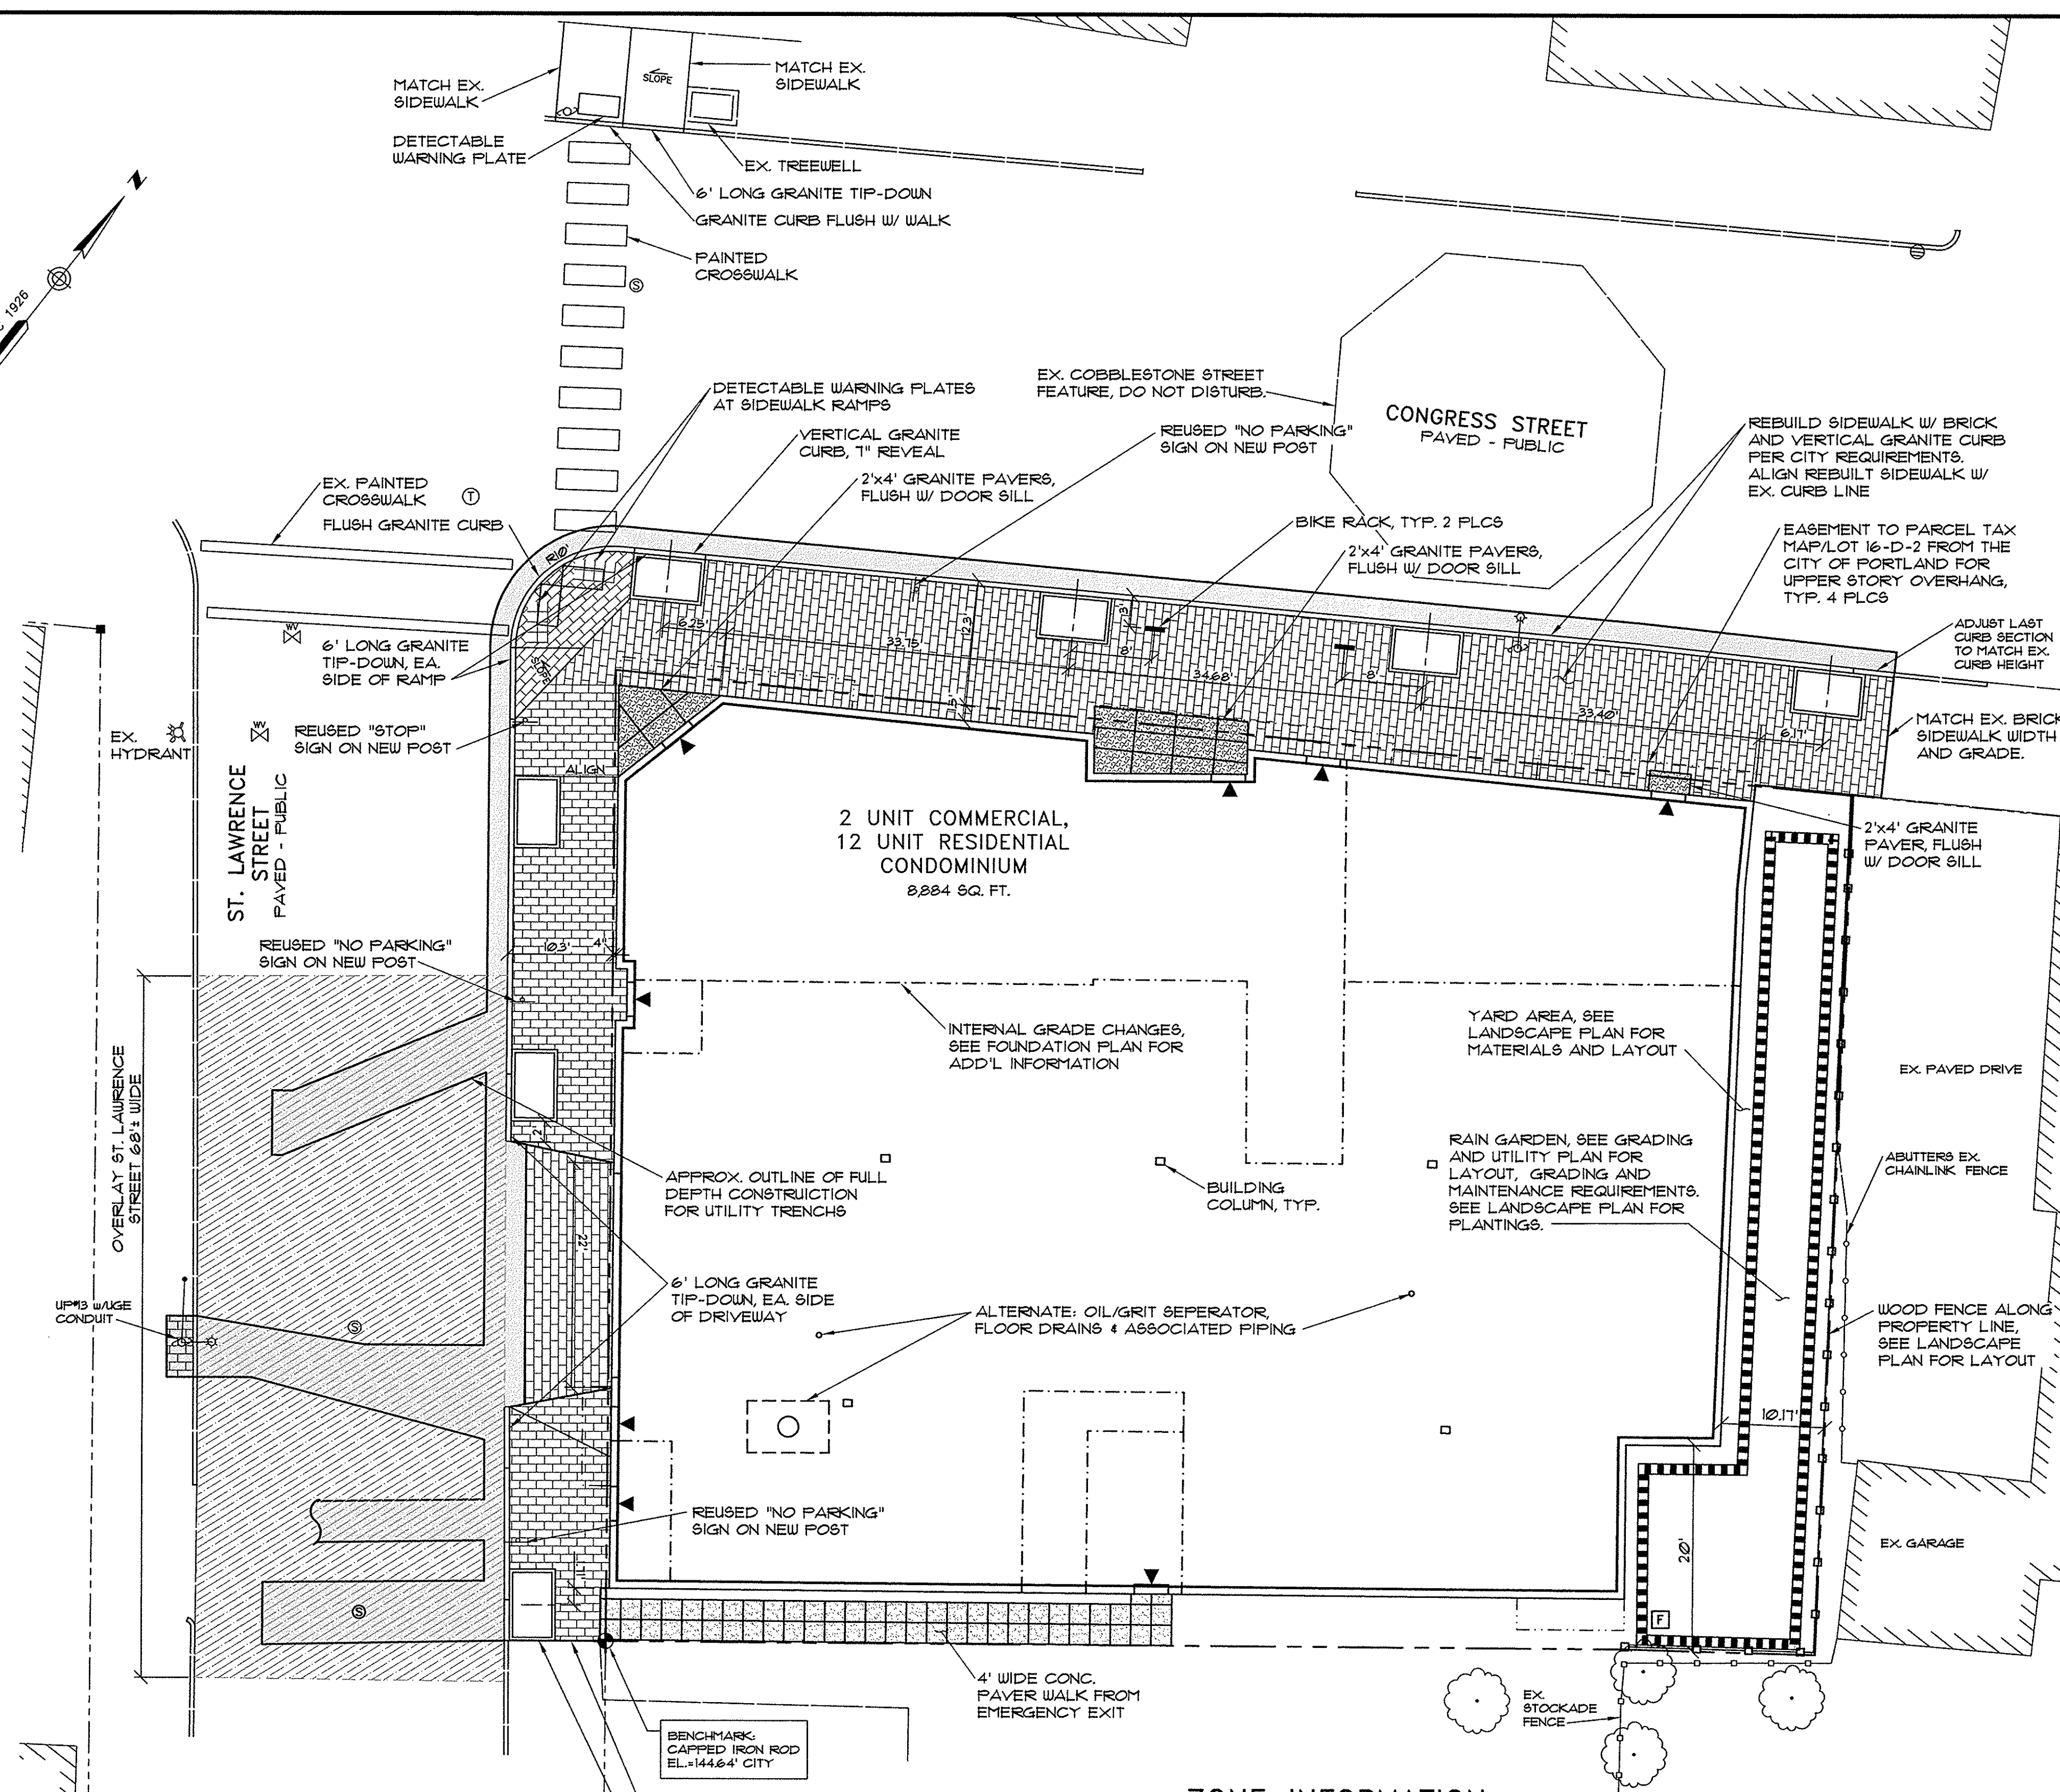 MATCH EX.
SIDEWALK
SLOPE
MATCH EX.
SIDEWALK
DETECTABLE
WARNING PLATE
EX. TREEWELL
6' LONG GRANITE TIP-DOWN
GRANITE CURB FLUSH W/ WALK
N
1926
PAINTED
CROSSWALK
S
DETECTABLE WARNING PLATES
AT SIDEWALK RAMPS
EX. COBBLESTONE STREET
FEATURE, DO NOT DISTURB.
CONGRESS STREET
PAVED - PUBLIC
VERTICAL GRANITE
CURB, 7" REVEAL
REUSED "NO PARKING"
SIGN ON NEW POST
REBUILD SIDEWALK W/ BRICK
AND VERTICAL GRANITE CURB
PER CITY REQUIREMENTS.
ALIGN REBUILT SIDEWALK W/
EX. CURB LINE
2'x4' GRANITE PAVERS,
FLUSH W/ DOOR SILL
EX. PAINTED
CROSSWALK
T
FLUSH GRANITE CURB
BIKE RACK, TYP. 2 PLCS
2'x4' GRANITE PAVERS,
FLUSH W/ DOOR SILL
EASEMENT TO PARCEL TAX
MAP/LOT 16-D-2 FROM THE
CITY OF PORTLAND FOR
UPPER STORY OVERHANG,
TYP. 4 PLCS
R10'
6.25'
33.75'
12.3'
3'
8'
34.68'
8'
33.40'
6.17'
1.5'
ADJUST LAST
CURB SECTION
TO MATCH EX.
CURB HEIGHT
WV
6' LONG GRANITE
TIP-DOWN, EA.
SIDE OF RAMP
SLOPE
REUSED "STOP"
SIGN ON NEW POST
EX.
HYDRANT
WV
MATCH EX. BRICK
SIDEWALK WIDTH
AND GRADE.
ALIGN
ST. LAWRENCE
STREET
PAVED - PUBLIC
2 UNIT COMMERCIAL,
12 UNIT RESIDENTIAL
CONDOMINIUM
8,884 SQ. FT.
2'x4' GRANITE
PAVER, FLUSH
W/ DOOR SILL
REUSED "NO PARKING"
SIGN ON NEW POST
10.3'
4"
INTERNAL GRADE CHANGES,
SEE FOUNDATION PLAN FOR
ADD'L INFORMATION
YARD AREA, SEE
LANDSCAPE PLAN FOR
MATERIALS AND LAYOUT
EX. PAVED DRIVE
OVERLAY ST. LAWRENCE
STREET 68'± WIDE
2'
RAIN GARDEN, SEE GRADING
AND UTILITY PLAN FOR
LAYOUT, GRADING AND
MAINTENANCE REQUIREMENTS.
SEE LANDSCAPE PLAN FOR
PLANTINGS.
ABUTTERS EX.
CHAINLINK FENCE
APPROX. OUTLINE OF FULL
DEPTH CONSTRUICTION
FOR UTILITY TRENCHS
BUILDING
COLUMN, TYP.
22'
6' LONG GRANITE
TIP-DOWN, EA. SIDE
OF DRIVEWAY
UP#13 W/UGE
CONDUIT
S
ALTERNATE: OIL/GRIT SEPERATOR,
FLOOR DRAINS & ASSOCIATED PIPING
WOOD FENCE ALONG
PROPERTY LINE,
SEE LANDSCAPE
PLAN FOR LAYOUT
10.17'
REUSED "NO PARKING"
SIGN ON NEW POST
20'
EX. GARAGE
S
F
4' WIDE CONC.
PAVER WALK FROM
EMERGENCY EXIT
EX.
STOCKADE
FENCE
BENCHMARK:
CAPPED IRON ROD
EL.=144.64' CITY
ZONE INFORMATION